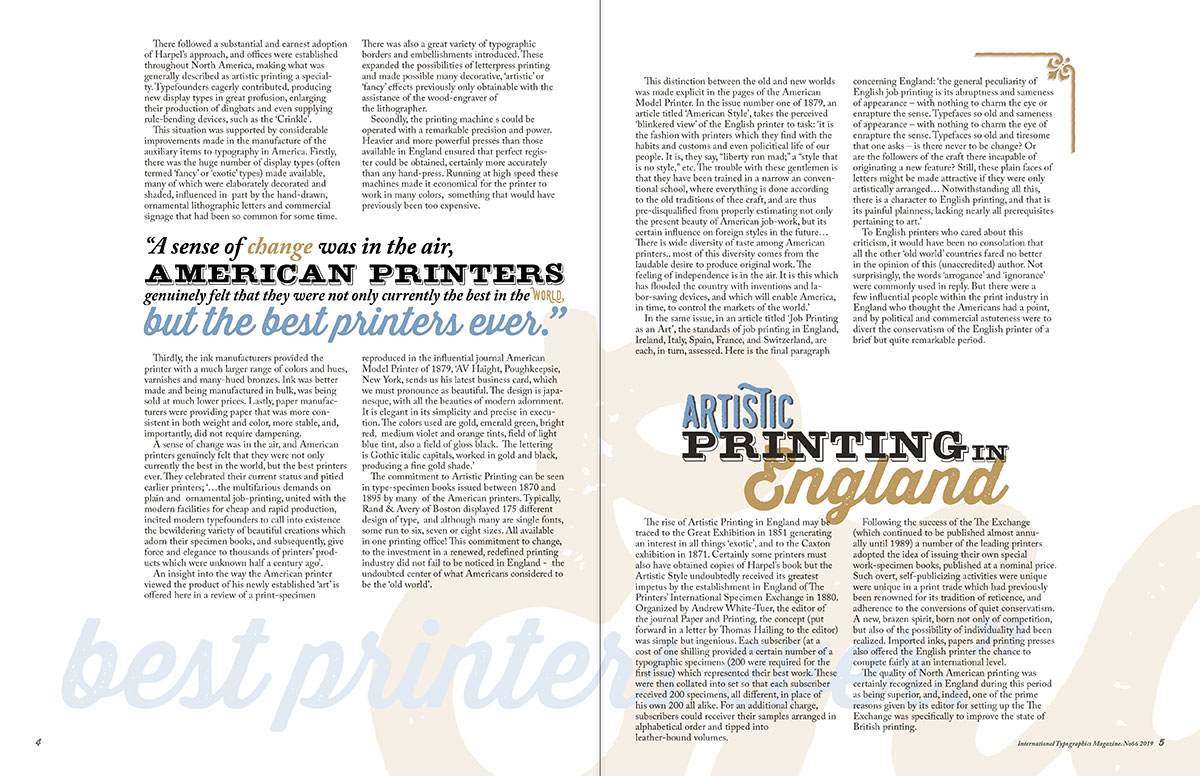 There followed a substantial and earnest adoption
of Harpel's approach, and offices were established
throughout North America, making what was
generally described as artistic printing a special-
ty. Typefounders eagerly contributed, producing
new display types in great profusion, enlarging
their production of dingbats and even supplying
rule-bending devices, such as the 'Crinkle'.
This situation was supported by considerable
improvements made in the manufacture of the
auxiliary items to typography in America. Firstly,
there was the huge number of display types (often
termed 'fancy' or 'exotic' types) made available,
many of which were elaborately decorated and
shaded, influenced in part by the hand-drawn,
ornamental lithographic letters and commercial
signage that had been so common for some time.
There was also a great variety of typographic
borders and embellishments introduced. These
expanded the possibilities of letterpress printing
and made possible many decorative, 'artistic' or
'fancy' effects previously only obtainable with the
assistance of the wood-engraver of
the lithographer.
Secondly, the printing machine s could be
operated with a remarkable precision and power.
Heavier and more powerful presses than those
available in England ensured that perfect regis-
ter could be obtained, certainly more accurately
than any hand-press. Running at high speed these
machines made it economical for the printer to
work in many colors, something that would have
previously been too expensive.
"A sense of change was in the air,
AMERICAN PRINTERS
genuinely felt that they were not only currently the best in the WORLD,
but the best printers ever."
Thirdly, the ink manufacturers provided the
printer with a much larger range of colors and hues,
varnishes and many-hued bronzes. Ink was better
made and being manufactured in bulk, was being
sold at much lower prices. Lastly, paper manufac-
turers were providing paper that was more con-
sistent in both weight and color, more stable, and,
importantly, did not require dampening.
A sense of change was in the air, and American
printers genuinely felt that they were not only
currently the best in the world, but the best printers
ever. They celebrated their current status and pitied
earlier printers; '…the multifarious demands on
plain and ornamental job-printing, united with the
modern facilities for cheap and rapid production,
incited modern typefounders to call into existence
the bewildering variety of beautiful creations which
adorn their specimen books, and subsequently, give
force and elegance to thousands of printers' prod-
ucts which were unknown half a century ago'.
An insight into the way the American printer
viewed the product of his newly established 'art' is
offered here in a review of a print-specimen
reproduced in the influential journal American
Model Printer of 1879, 'AV Haight, Poughkeepsie,
New York, sends us his latest business card, which
we must pronounce as beautiful. The design is japa-
nesque, with all the beauties of modern adornment.
It is elegant in its simplicity and precise in execu-
tion. The colors used are gold, emerald green, bright
red, medium violet and orange tints, field of light
blue tint, also a field of gloss black. The lettering
is Gothic italic capitals, worked in gold and black,
producing a fine gold shade.'
The commitment to Artistic Printing can be seen
in type-specimen books issued between 1870 and
1895 by many of the American printers. Typically,
Rand & Avery of Boston displayed 175 different
design of type, and although many are single fonts,
some run to six, seven or eight sizes. All available
in one printing office! This commitment to change,
to the investment in a renewed, redefined printing
industry did not fail to be noticed in England - the
undoubted center of what Americans considered to
be the 'old world'.
best printers ever
4
This distinction between the old and new worlds
was made explicit in the pages of the American
Model Printer. In the issue number one of 1879, an
article titled 'American Style', takes the perceived
'blinkered view' of the English printer to task: 'it is
the fashion with printers which they find with the
habits and customs and even policitical life of our
people. It is, they say, "liberty run mad;" a "style that
is no style," etc. The trouble with these gentlemen is
that they have been trained in a narrow an conven-
tional school, where everything is done according
to the old traditions of thee craft, and are thus
pre-disqualified from properly estimating not only
the present beauty of American job-work, but its
certain influence on foreign styles in the future…
There is wide diversity of taste among American
printers.. most of this diversity comes from the
laudable desire to produce original work. The
feeling of independence is in the air. It is this which
has flooded the country with inventions and la-
bor-saving devices, and which will enable America,
in time, to control the markets of the world.'
In the same issue, in an article titled 'Job Printing
as an Art', the standards of job printing in England,
Ireland, Italy, Spain, France, and Switzerland, are
each, in turn, assessed. Here is the final paragraph
concerning England: 'the general peculiarity of
English job printing is its abruptness and sameness
of appearance – with nothing to charm the eye or
enrapture the sense. Typefaces so old and sameness
of appearance – with nothing to charm the eye of
enrapture the sense. Typefaces so old and tiresome
that one asks – is there never to be change? Or
are the followers of the craft there incapable of
originating a new feature? Still, these plain faces of
letters might be made attractive if they were only
artistically arranged… Notwithstanding all this,
there is a character to English printing, and that is
its painful plainness, lacking nearly all prerequisites
pertaining to art.'
To English printers who cared about this
criticism, it would have been no consolation that
all the other 'old world' countries fared no better
in the opinion of this (unaccredited) author. Not
surprisingly, the words 'arrogance' and 'ignorance'
were commonly used in reply. But there were a
few influential people within the print industry in
England who thought the Americans had a point,
and by political and commercial astuteness were to
divert the conservatism of the English printer of a
brief but quite remarkable period.
ARTISTIC
PRINTING IN
England
The rise of Artistic Printing in England may be
traced to the Great Exhibition in 1851 generating
an interest in all things 'exotic', and to the Caxton
exhibition in 1871. Certainly some printers must
also have obtained copies of Harpel's book but the
Artistic Style undoubtedly received its greatest
impetus by the establishment in England of The
Printers' International Specimen Exchange in 1880.
Organized by Andrew White-Tuer, the editor of
the journal Paper and Printing, the concept (put
forward in a letter by Thomas Hailing to the editor)
was simple but ingenious. Each subscriber (at a
cost of one shilling provided a certain number of a
typographic specimens (200 were required for the
first issue) which represented their best work. These
were then collated into set so that each subscriber
received 200 specimens, all different, in place of
his own 200 all alike. For an additional charge,
subscribers could receiver their samples arranged in
alphabetical order and tipped into
leather-bound volumes.
Following the success of the The Exchange
(which continued to be published almost annu-
ally until 1989) a number of the leading printers
adopted the idea of issuing their own special
work-specimen books, published at a nominal price.
Such overt, self-publicizing activities were unique
were unique in a print trade which had previously
been renowned for its tradition of reticence, and
adherence to the conversions of quiet conservatism.
A new, brazen spirit, born not only of competition,
but also of the possibility of individuality had been
realized. Imported inks, papers and printing presses
also offered the English printer the chance to
compete fairly at an international level.
The quality of North American printing was
certainly recognized in England during this period
as being superior, and, indeed, one of the prime
reasons given by its editor for setting up the The
Exchange was specifically to improve the state of
British printing.
International Typographics Magazine. No66 2019 5